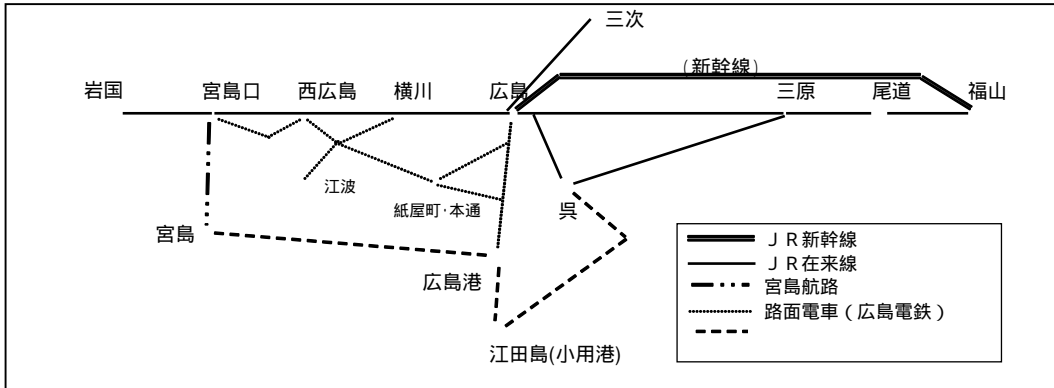 三次
(新幹線)
岩国
宮島口
西広島
横川
広島
三原
尾道
福山
江波
紙屋町･本通
呉
宮島
広島港
江田島(小用港)
ＪＲ新幹線
ＪＲ在来線
宮島航路
路面電車（広島電鉄）